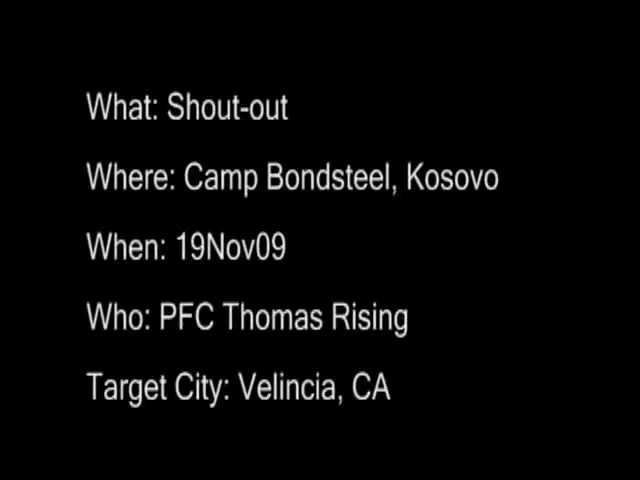 What: Shout-out
Where: Camp Bondsteel, Kosovo
When: 19Nov09
Who: PFC Thomas Rising
Target City: Velincia, CA